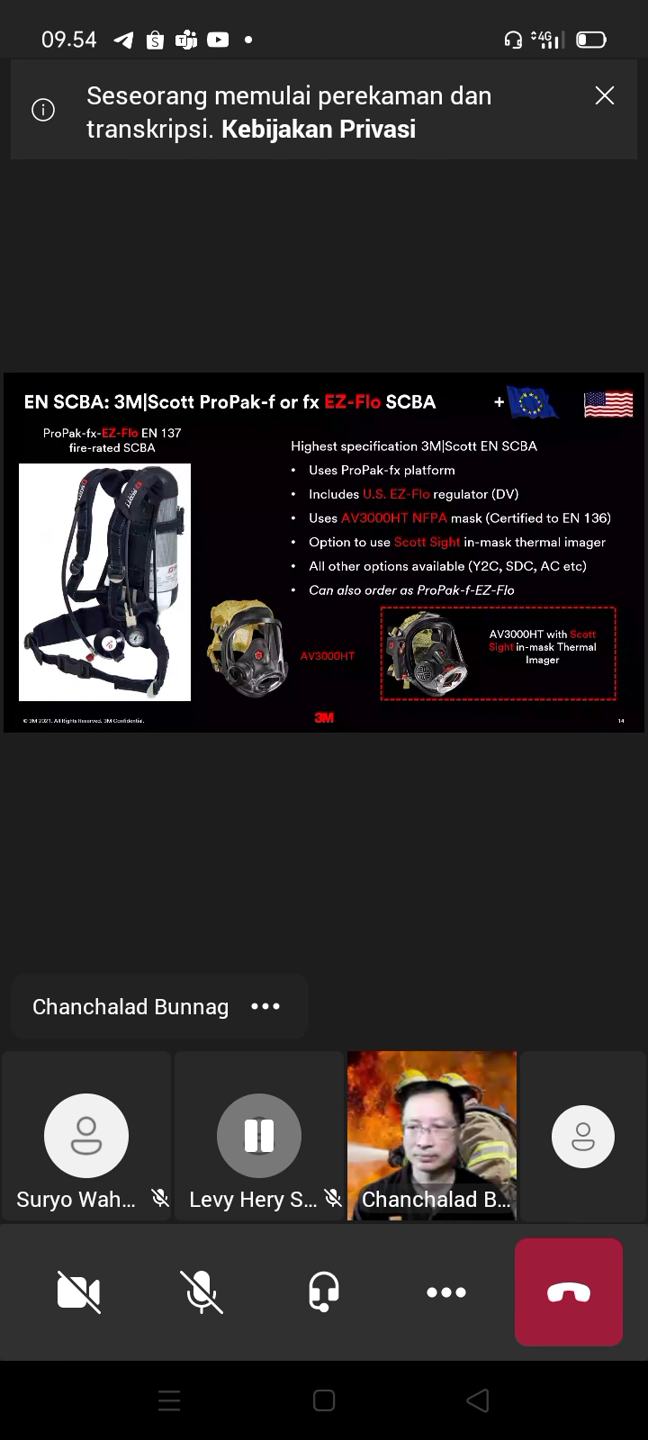 09.54
4G
Seseorang memulai perekaman dan
transkripsi. Kebijakan Privasi
EN SCBA: 3M|Scott ProPak-f or fx EZ-Flo SCBA
+
ProPak-fx-EZ-Flo EN 137
fire-rated SCBA
Highest specification 3M|Scott EN SCBA
• Uses ProPak-fx platform
• Includes U.S. EZ-Flo regulator (DV)
• Uses AV3000HT NFPA mask (Certified to EN 136)
• Option to use Scott Sight in-mask thermal imager
• All other options available (Y2C, SDC, AC etc)
• Can also order as ProPak-f-EZ-Flo
SCOTT
AV3000HT
AV3000HT with Scott
Sight in-mask Thermal
Imager
© 3M 2021. All Rights Reserved. 3M Confidential.
3M
14
Chanchalad Bunnag •••
Suryo Wah...
Levy Hery S...
Chanchalad B...